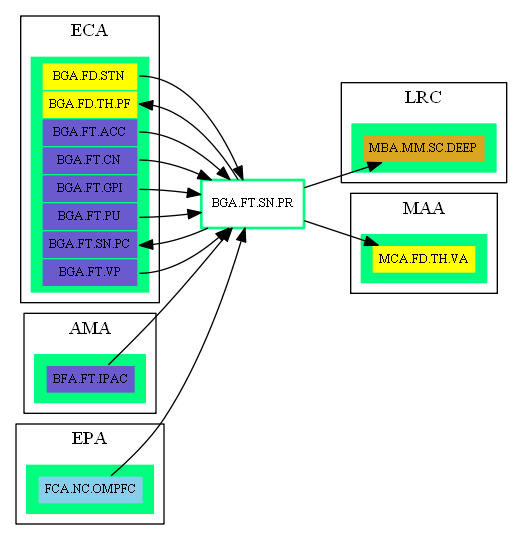 ECA
BGA.FD.STN
BGA.FD.TH.PF
BGA.FT.ACC
BGA.FT.CN
BGA.FT.GPI
BGA.FT.PU
BGA.FT.SN.PC
BGA.FT.VP
AMA
BFA.FT.IPAC
EPA
FCA.NC.OMPFC
BGA.FT.SN.PR
LRC
MBA.MM.SC.DEEP
MAA
MCA.FD.TH.VA